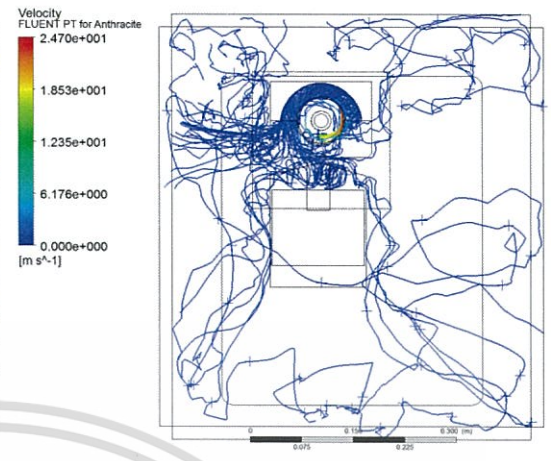 Velocity
FLUENT PT for Anthracite
2.470e+001
1.853e+001
1.235e+001
6.176e+000
0.000e+000
[m s^-1]
0 0.150 0.300 (m)
0.075 0.225